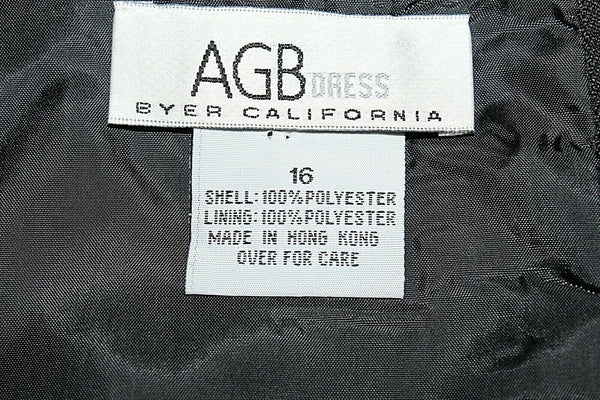 AGB DRESS
BYER CALIFORNIA
16
SHELL: 100% POLYESTER
LINING: 100% POLYESTER
MADE IN HONG KONG
OVER FOR CARE